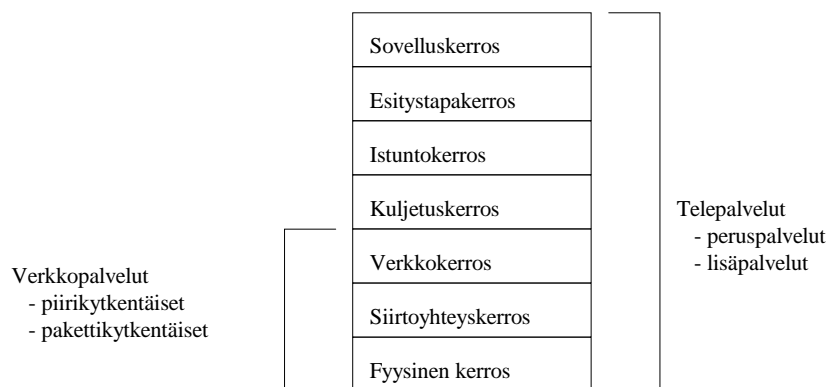 Sovelluskerros
Esitystapakerros
Istuntokerros
Kuljetuskerros
Verkkokerros
Siirtoyhteyskerros
Fyysinen kerros
Verkkopalvelut
- piirikytkentäiset
- pakettikytkentäiset
Telepalvelut
- peruspalvelut
- lisäpalvelut